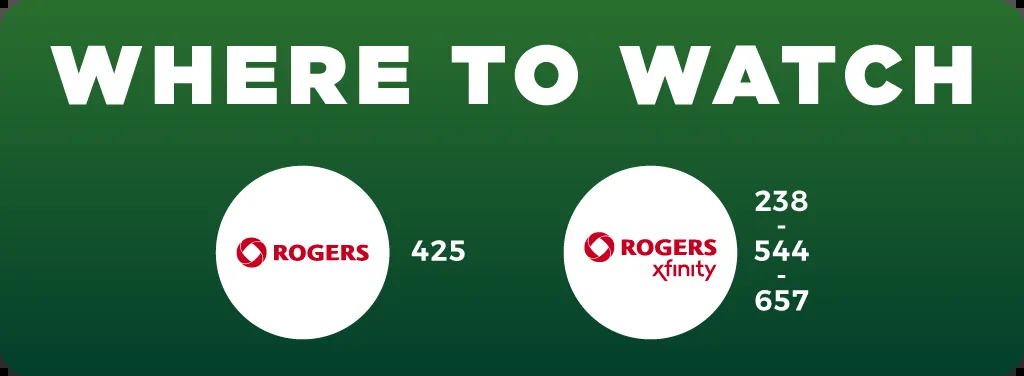 WHERE TO WATCH
ROGERS
425
ROGERS
xfinity
238
-
544
-
657